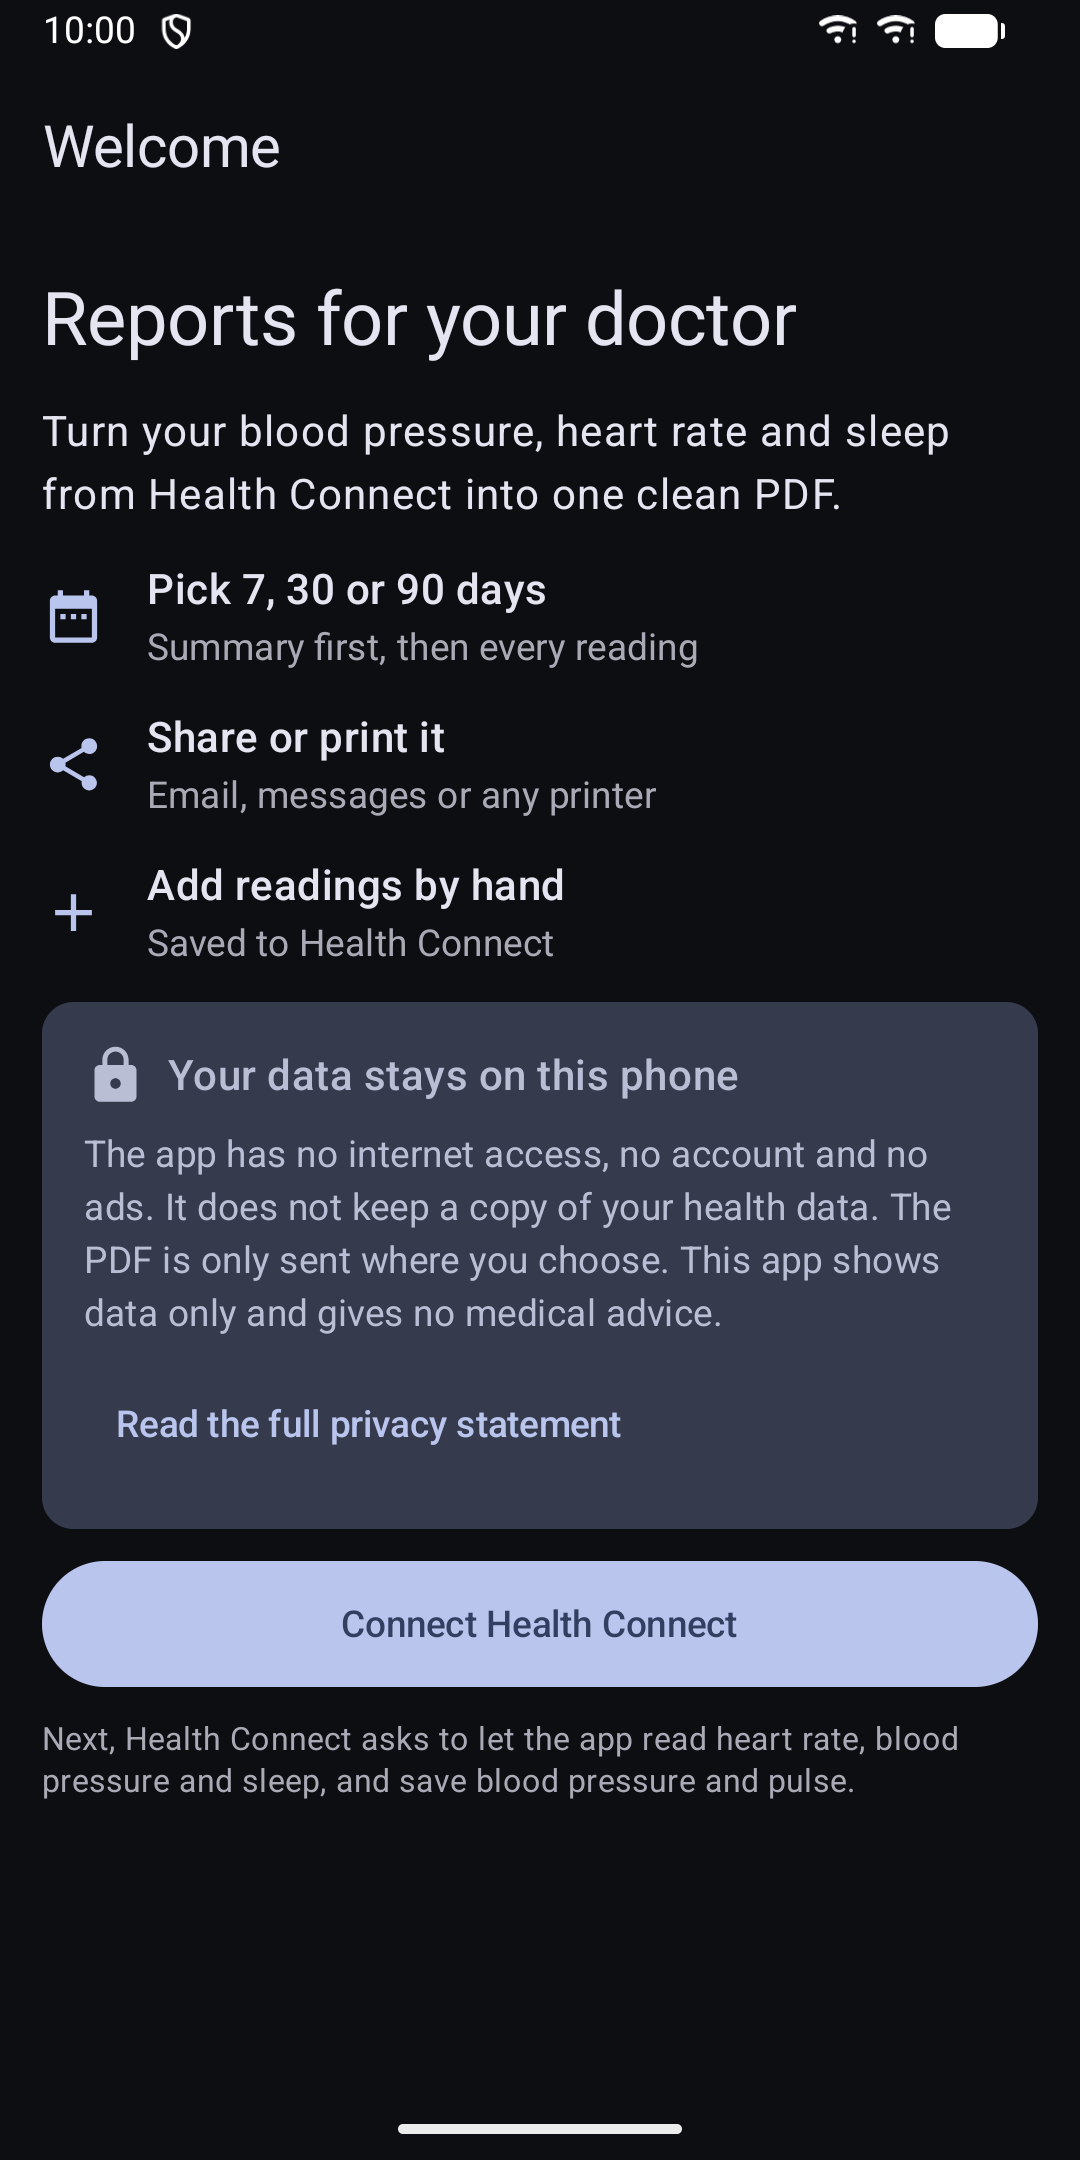 10:00
Welcome
Reports for your doctor
Turn your blood pressure, heart rate and sleep
from Health Connect into one clean PDF.
Pick 7, 30 or 90 days
Summary first, then every reading
Share or print it
Email, messages or any printer
Add readings by hand
Saved to Health Connect
Your data stays on this phone
The app has no internet access, no account and no
ads. It does not keep a copy of your health data. The
PDF is only sent where you choose. This app shows
data only and gives no medical advice.
Read the full privacy statement
Connect Health Connect
Next, Health Connect asks to let the app read heart rate, blood
pressure and sleep, and save blood pressure and pulse.